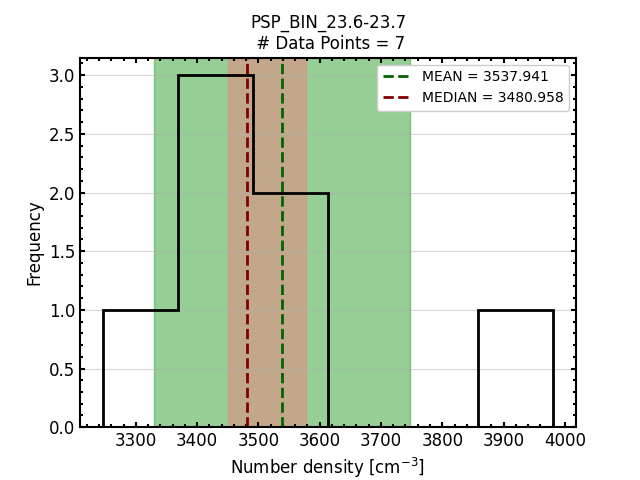 PSP_BIN_23.6-23.7
# Data Points = 7
MEAN = 3537.941
MEDIAN = 3480.958
3.0
2.5
2.0
1.5
1.0
0.5
0.0
Frequency
3300 3400 3500 3600 3700 3800 3900 4000
Number density [cm⁻³]